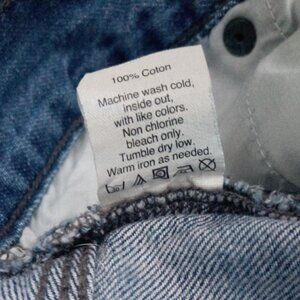 100% Coton
Machine wash cold,
inside out,
with like colors.
Non chlorine
bleach only.
Tumble dry low.
Warm iron as needed.